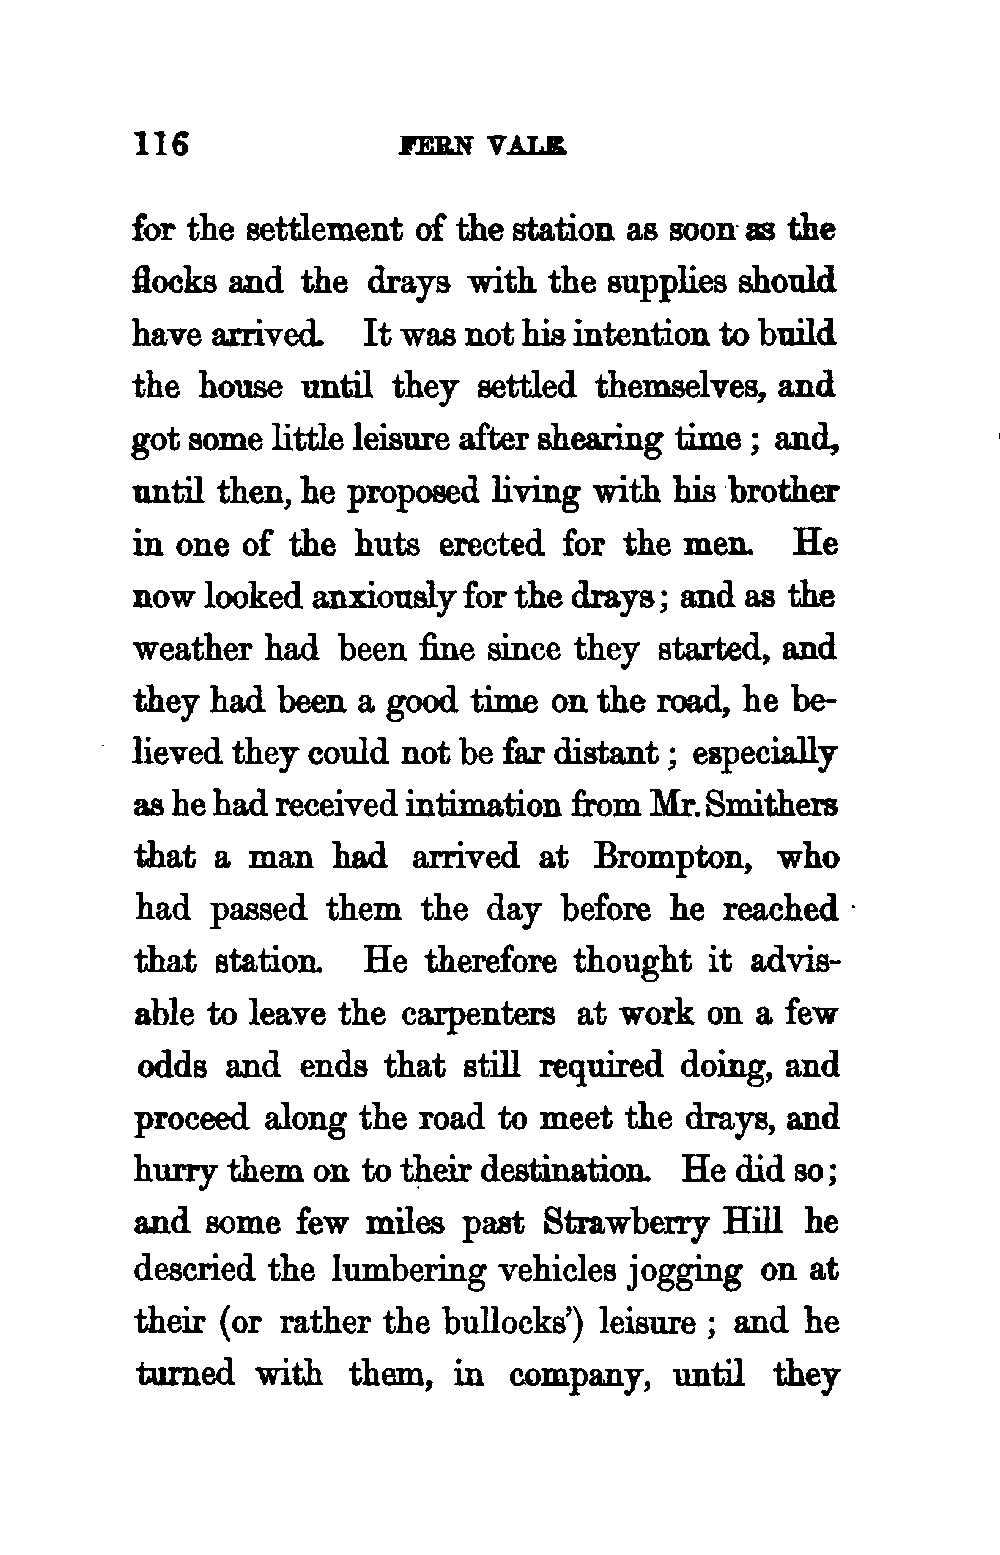 116 FERN VALE
for the settlement of the station as soon as the
flocks and the drays with the supplies should
have arrived. It was not his intention to build
the house until they settled themselves, and
got some little leisure after shearing time ; and,
until then, he proposed living with his brother
in one of the huts erected for the men. He
now looked anxiously for the drays; and as the
weather had been fine since they started, and
they had been a good time on the road, he be-
lieved they could not be far distant ; especially
as he had received intimation from Mr. Smithers
that a man had arrived at Brompton, who
had passed them the day before he reached
that station. He therefore thought it advis-
able to leave the carpenters at work on a few
odds and ends that still required doing, and
proceed along the road to meet the drays, and
hurry them on to their destination. He did so;
and some few miles past Strawberry Hill he
descried the lumbering vehicles jogging on at
their (or rather the bullocks') leisure ; and he
turned with them, in company, until they